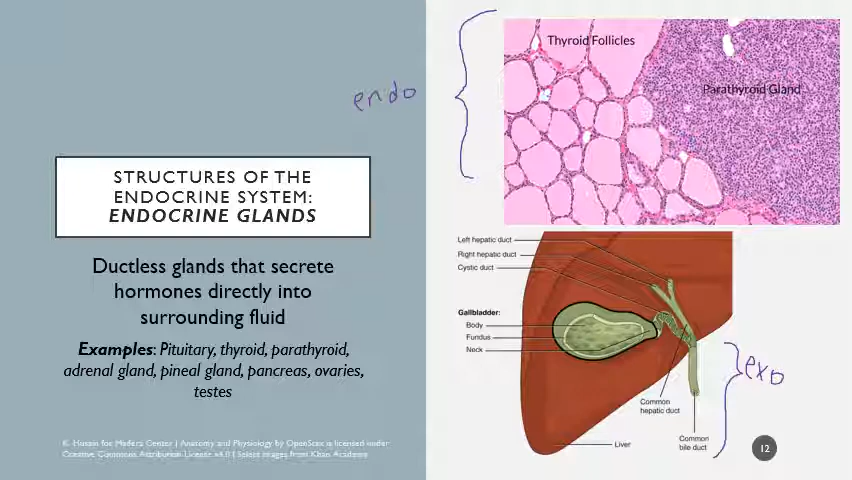 STRUCTURES OF THE
ENDOCRINE SYSTEM:
ENDOCRINE GLANDS
Ductless glands that secrete
hormones directly into
surrounding fluid
Examples: Pituitary, thyroid, parathyroid,
adrenal gland, pineal gland, pancreas, ovaries,
testes
K. Husain for Madera Center | Anatomy and Physiology by OpenStax is licensed under
Creative Commons Attribution License v4.0 | Select images from Khan Academy
endo
Thyroid Follicles
Parathyroid Gland
Left hepatic duct
Right hepatic duct
Cystic duct
Gallbladder:
Body
Fundus
Neck
Common
hepatic duct
Liver
Common
bile duct
exo
12